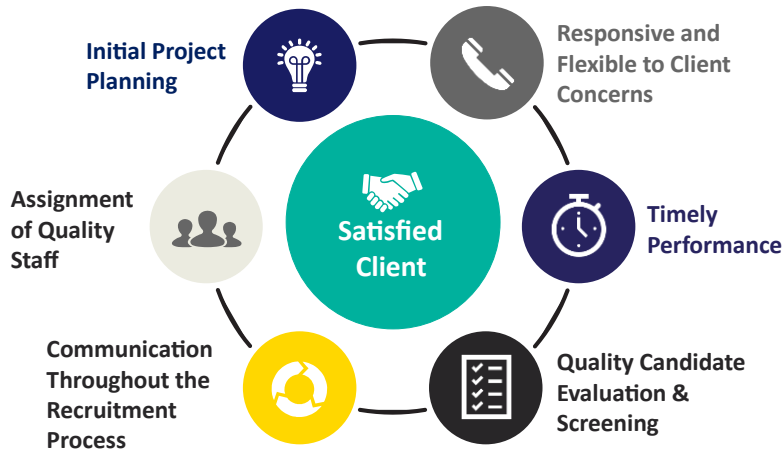 Initial Project
Planning
Responsive and
Flexible to Client
Concerns
Assignment
of Quality
Staff
Satisfied
Client
Timely
Performance
Communication
Throughout the
Recruitment
Process
Quality Candidate
Evaluation &
Screening